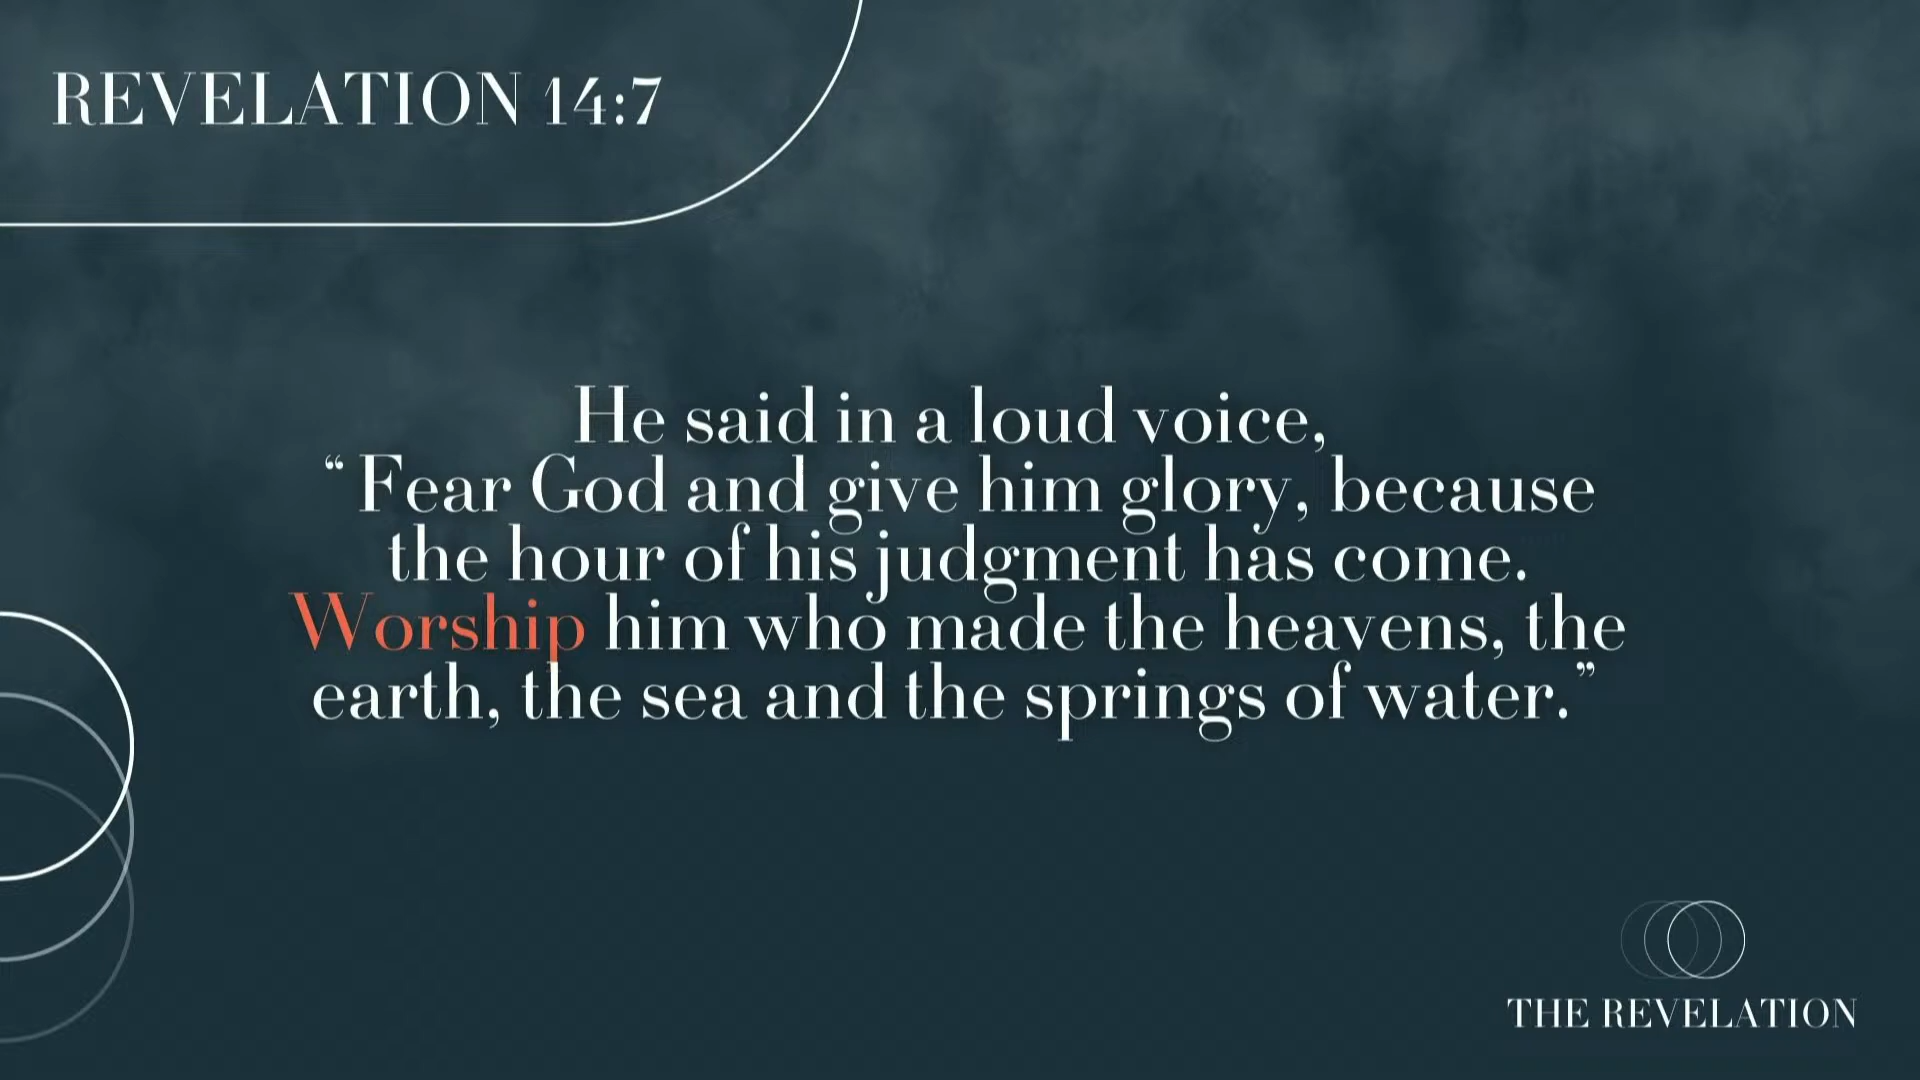 REVELATION 14:7
He said in a loud voice,
“Fear God and give him glory, because
the hour of his judgment has come.
Worship him who made the heavens, the
earth, the sea and the springs of water.”
THE REVELATION